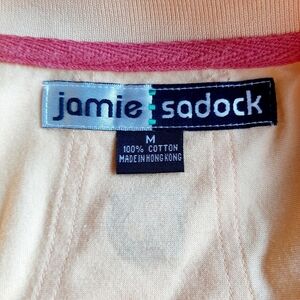 jamie sadock
M
100% COTTON
MADE IN HONG KONG